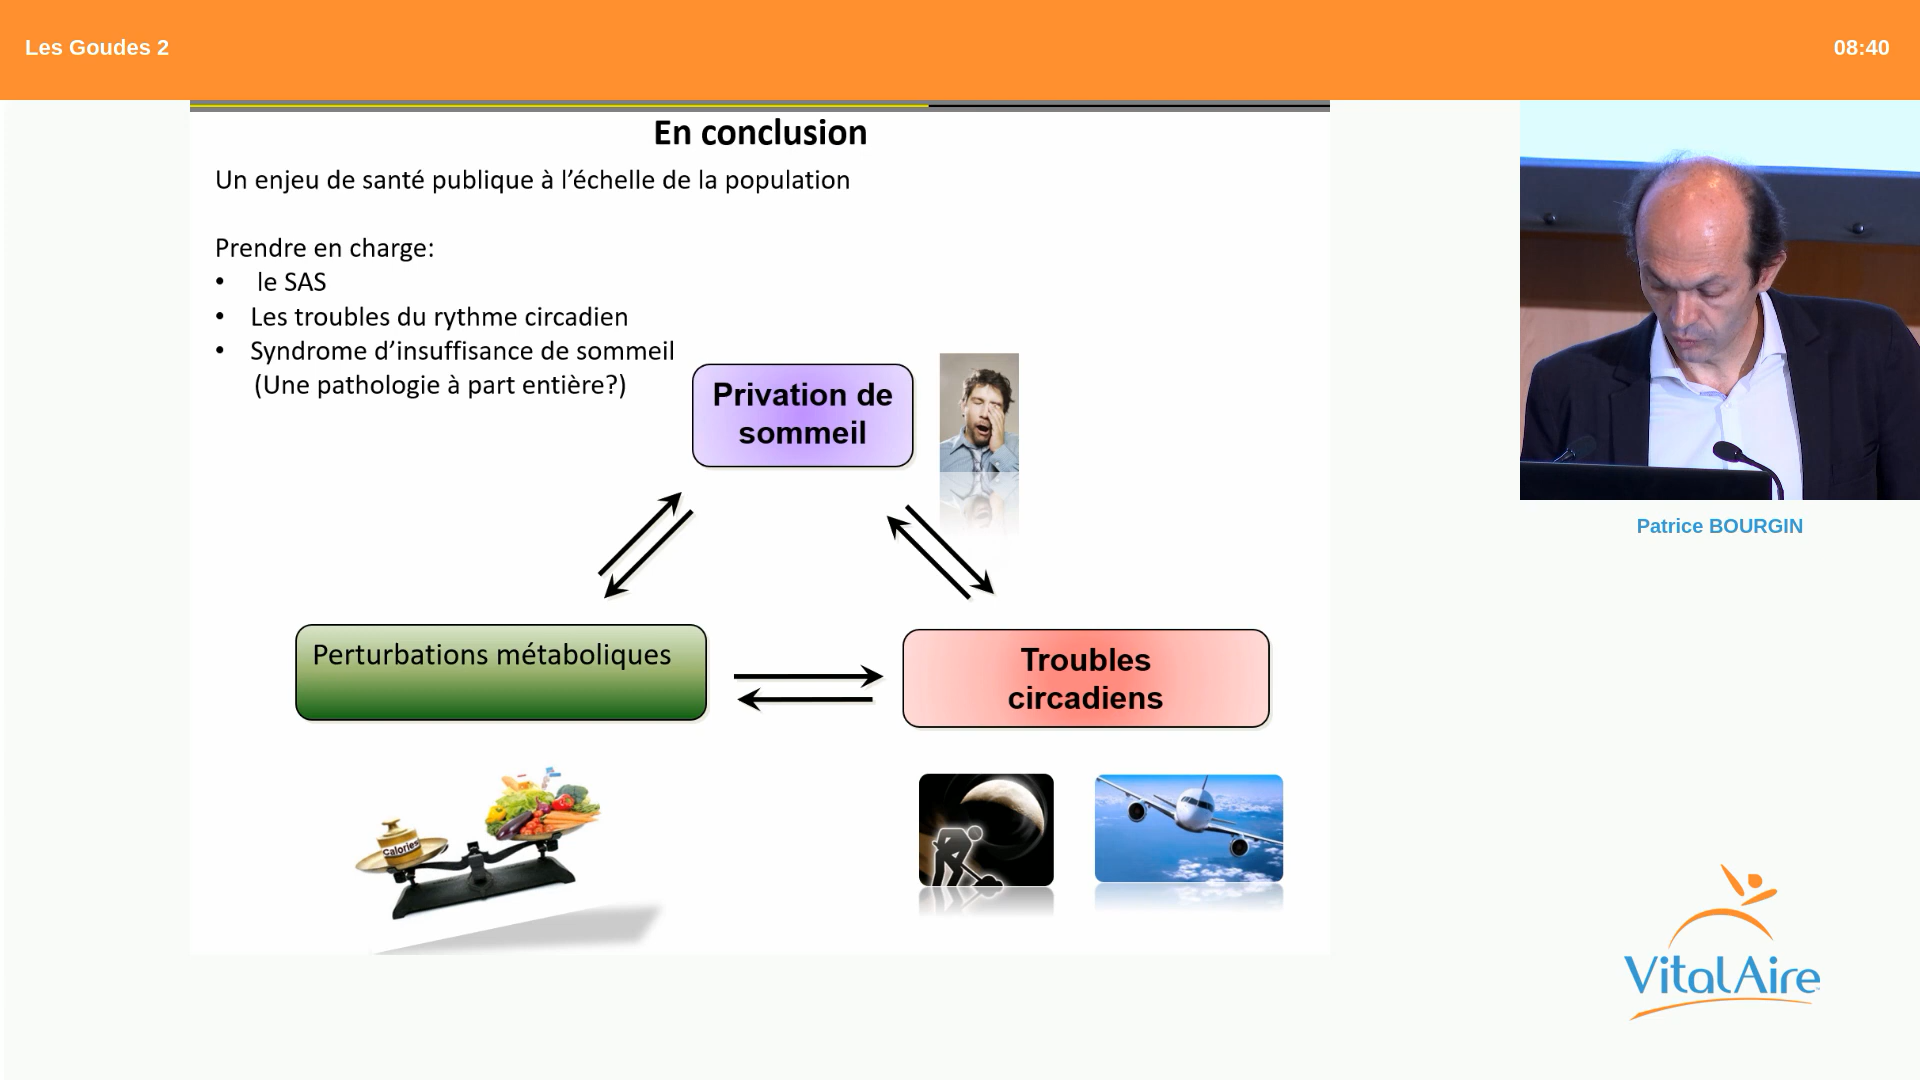 Les Goudes 2
08:40
En conclusion
Un enjeu de santé publique à l’échelle de la population
Prendre en charge:
• le SAS
• Les troubles du rythme circadien
• Syndrome d’insuffisance de sommeil
(Une pathologie à part entière?)
Privation de
sommeil
Perturbations métaboliques
Troubles
circadiens
Calories
Patrice BOURGIN
VitalAire